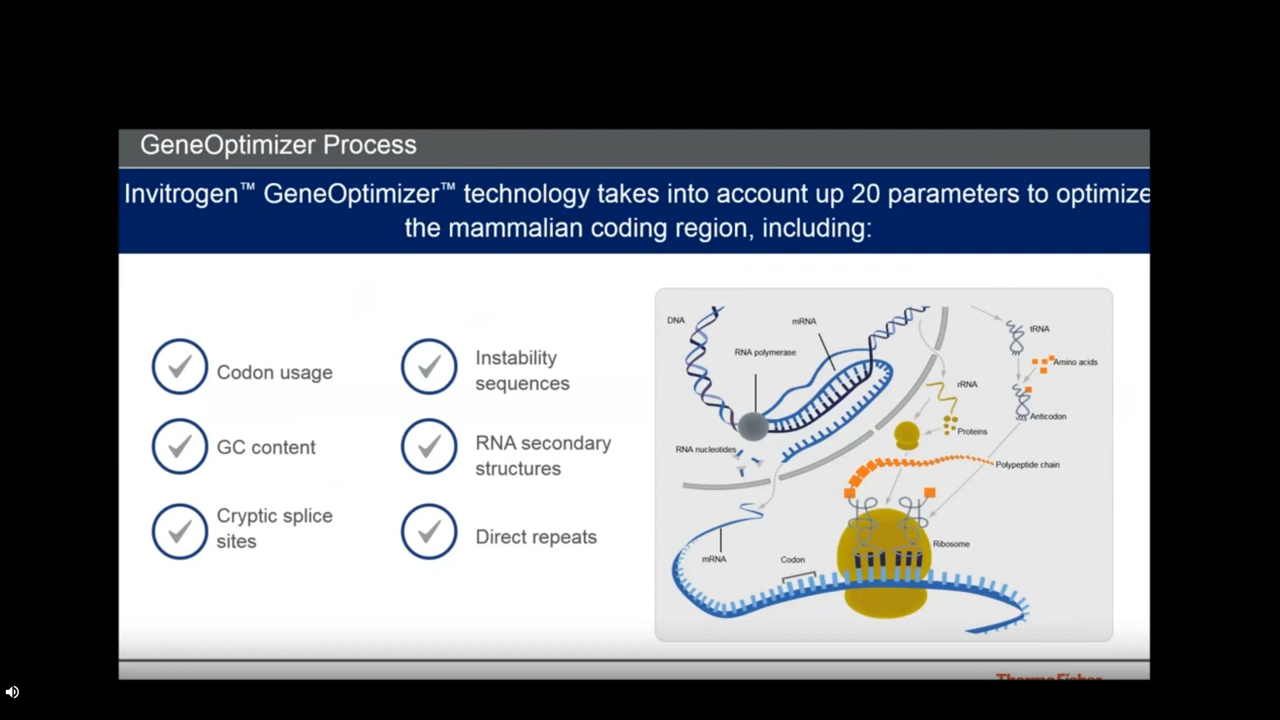 GeneOptimizer Process
Invitrogen™ GeneOptimizer™ technology takes into account up 20 parameters to optimize
the mammalian coding region, including:
Codon usage
GC content
Cryptic splice
sites
Instability
sequences
RNA secondary
structures
Direct repeats
DNA
mRNA
RNA polymerase
tRNA
Amino acids
rRNA
Anticodon
Proteins
RNA nucleotides
Polypeptide chain
Ribosome
mRNA
Codon
ThermoFisher